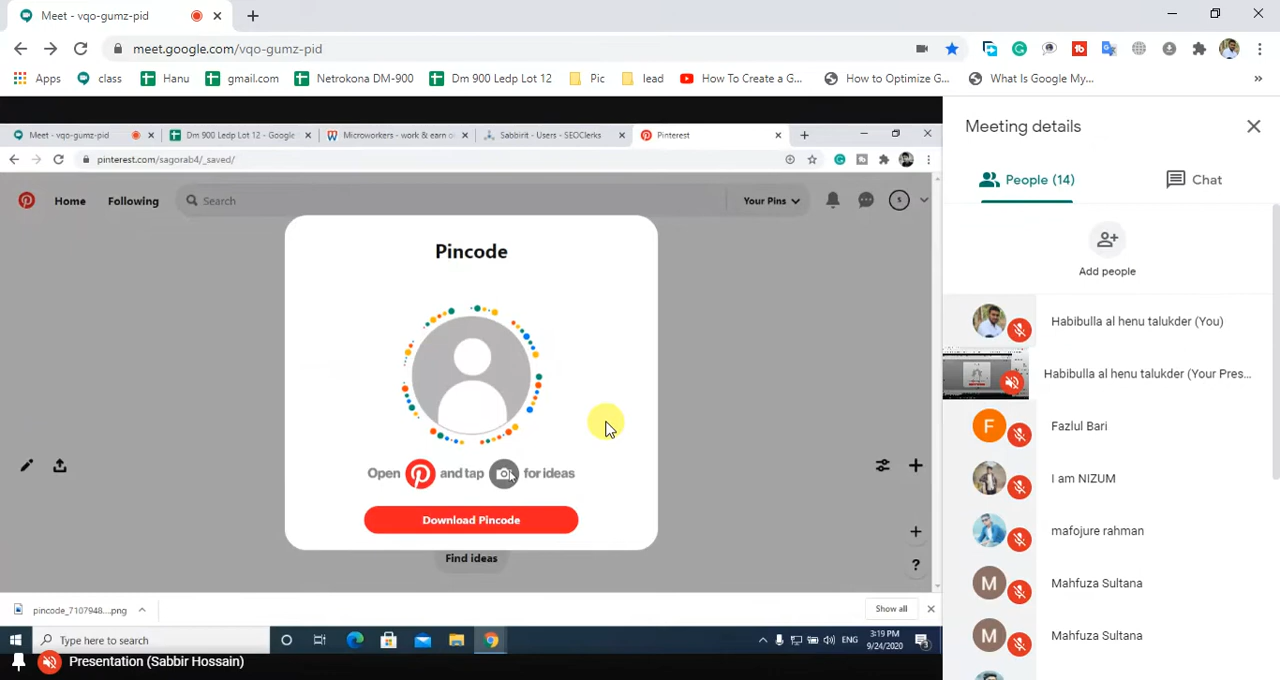 Meet - vqo-gumz-pid
meet.google.com/vqo-gumz-pid
Apps class Hanu gmail.com Netrokona DM-900 Dm 900 Ledp Lot 12 Pic lead How To Create a G... How to Optimize G... What Is Google My... »
Meeting details
People (14) Chat
Add people
Habibulla al henu talukder (You)
Habibulla al henu talukder (Your Pres...
F Fazlul Bari
I am NIZUM
mafojure rahman
M Mahfuza Sultana
M Mahfuza Sultana
Meet - vqo-gumz-pid Dm 900 Ledp Lot 12 - Google Microworkers - work & earn o Sabbirit - Users - SEOClerks Pinterest
pinterest.com/sagorab4/_saved/
Home Following Search Your Pins S
Pincode
Open and tap for ideas
Download Pincode
Find ideas
?
pincode_7107948....png Show all
Type here to search ENG 3:19 PM
9/24/2020 3
Presentation (Sabbir Hossain)